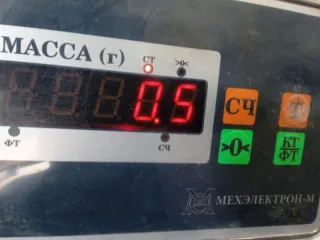 МАССА (г)
СТ >0<
0.5
СЧ
ФТ СЧ
>0< КТ
ФТ
МЕХЭЛЕКТРОН-М